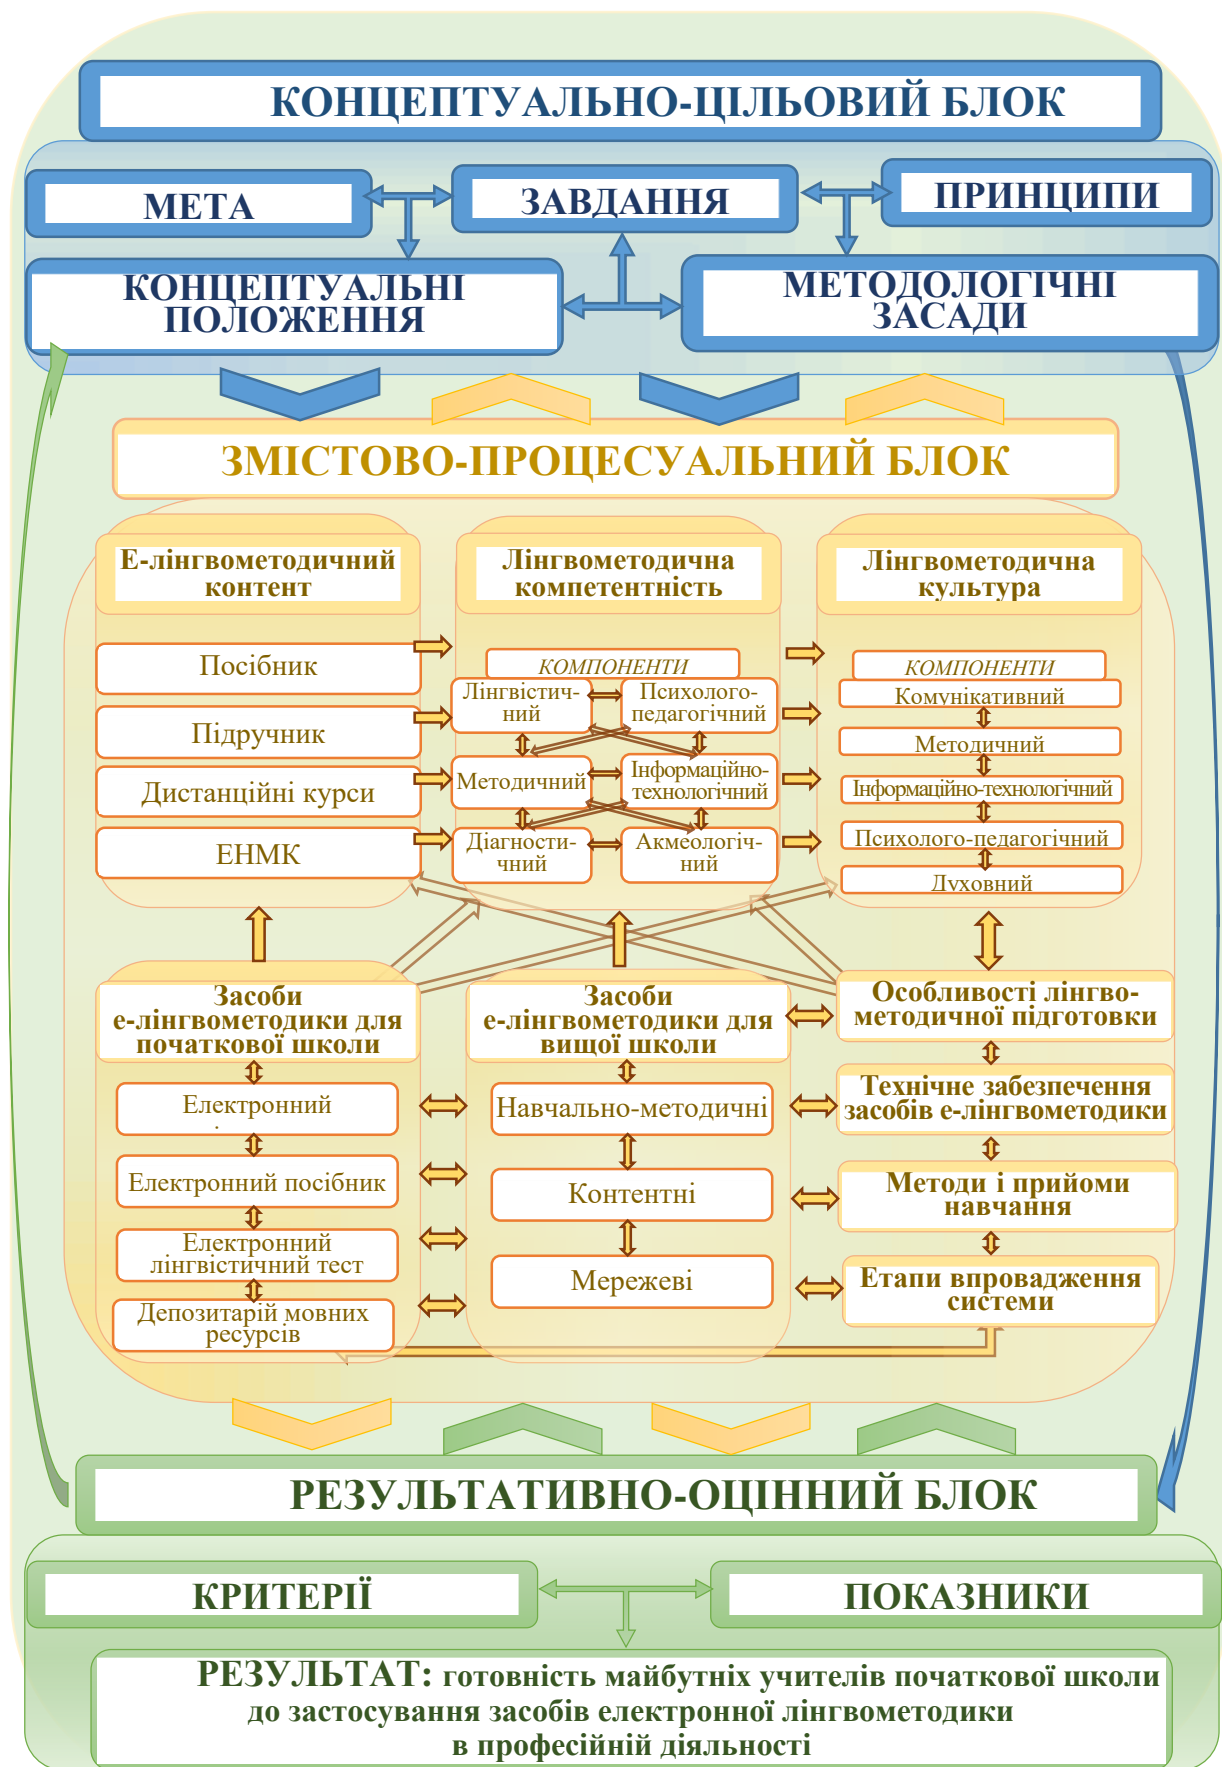 КОНЦЕПТУАЛЬНО-ЦІЛЬОВИЙ БЛОК
МЕТА
ЗАВДАННЯ
ПРИНЦИПИ
КОНЦЕПТУАЛЬНІ
ПОЛОЖЕННЯ
МЕТОДОЛОГІЧНІ
ЗАСАДИ
ЗМІСТОВО-ПРОЦЕСУАЛЬНИЙ БЛОК
Е-лінгвометодичний
контент
Посібник
Підручник
Дистанційні курси
ЕНМК
Лінгвометодична
компетентність
КОМПОНЕНТИ
Лінгвістич-
ний
Психолого-
педагогічний
Методичний
Інформаційно-
технологічний
Діагности-
чний
Акмеологіч-
ний
Лінгвометодична
культура
КОМПОНЕНТИ
Комунікативний
Методичний
Інформаційно-технологічний
Психолого-педагогічний
Духовний
Засоби
е-лінгвометодики для
початкової школи
Електронний
Електронний посібник
Електронний
лінгвістичний тест
Депозитарій мовних
ресурсів
Засоби
е-лінгвометодики для
вищої школи
Навчально-методичні
Контентні
Мережеві
Особливості лінгво-
методичної підготовки
Технічне забезпечення
засобів е-лінгвометодики
Методи і прийоми
навчання
Етапи впровадження
системи
РЕЗУЛЬТАТИВНО-ОЦІННИЙ БЛОК
КРИТЕРІЇ
ПОКАЗНИКИ
РЕЗУЛЬТАТ: готовність майбутніх учителів початкової школи
до застосування засобів електронної лінгвометодики
в професійній діяльності